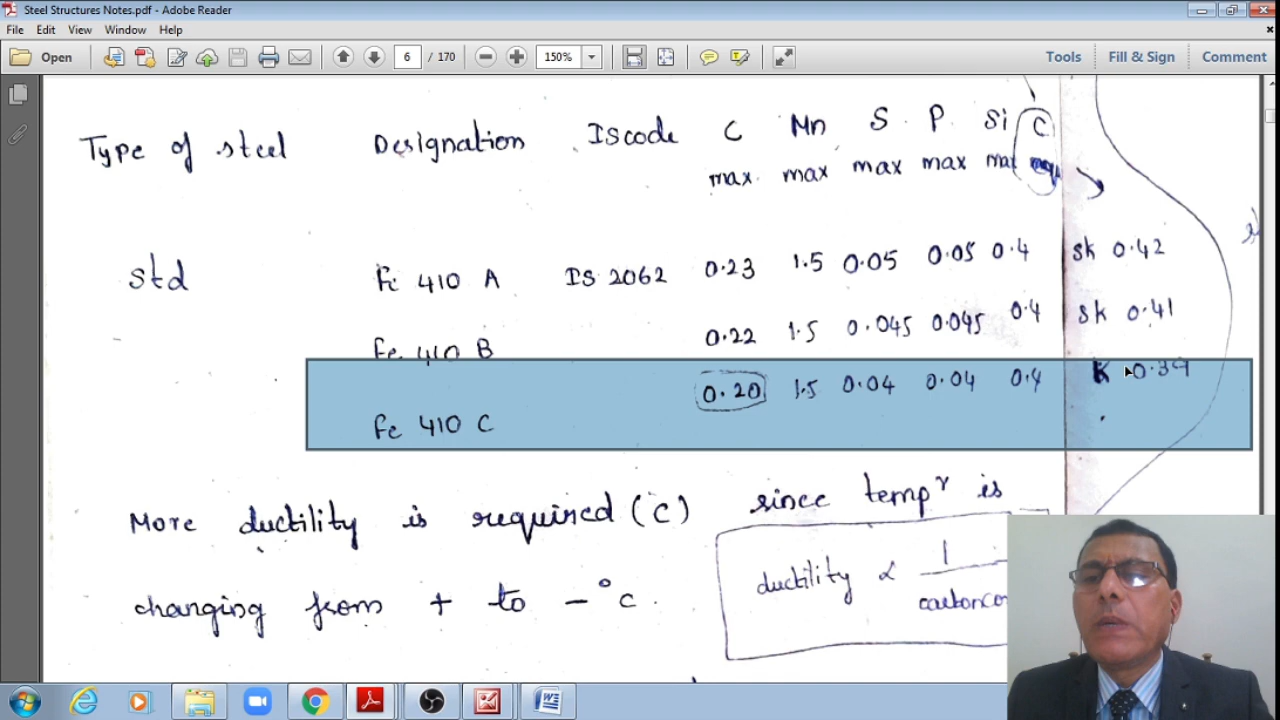 Steel Structures Notes.pdf - Adobe Reader
File Edit View Window Help
Open 6 / 170 150% Tools Fill & Sign Comment
Type of steel Designation IS code C Mn S P Si C
max. max max max max
Std Fe 410 A IS 2062 0.23 1.5 0.05 0.05 0.4 SK 0.42
Fe 410 B 0.22 1.5 0.045 0.045 0.4 SK 0.41
Fe 410 C 0.20 1.5 0.04 0.04 0.4 K 0.39
More ductility is required (C) since tempr is
changing from + to - °c.
ductility ∝ 1